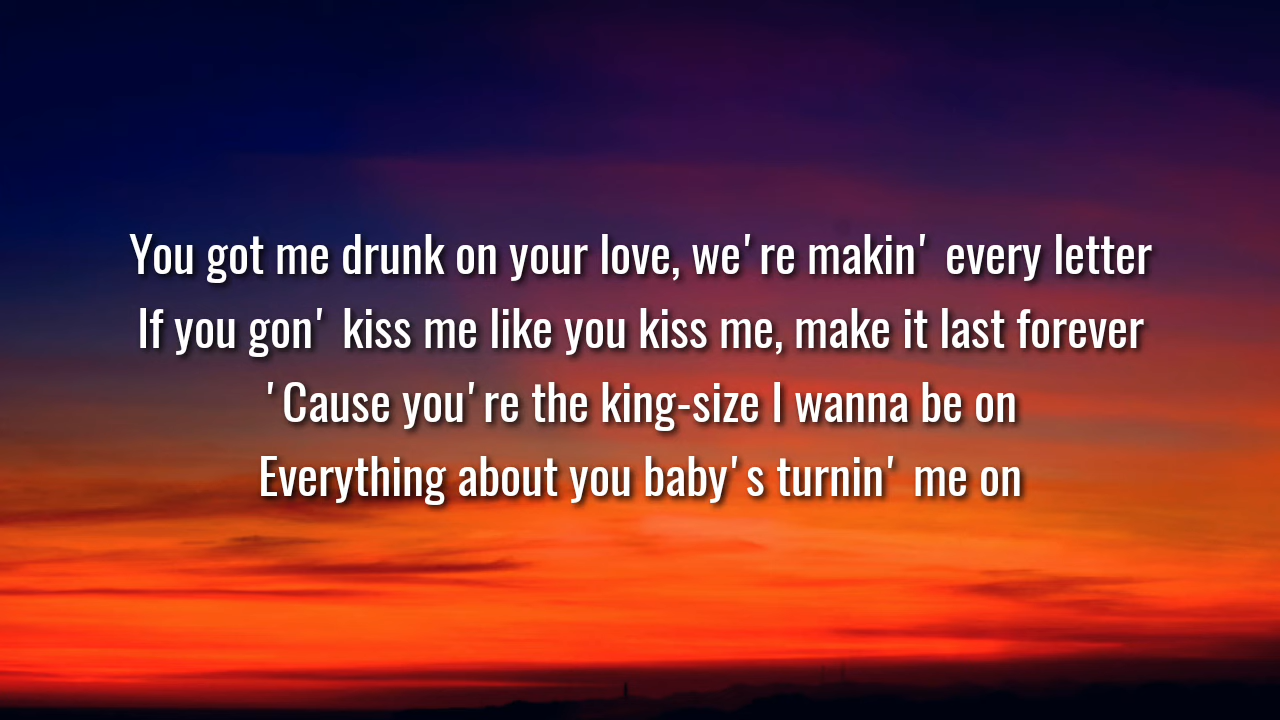 You got me drunk on your love, we're makin' every letter
If you gon' kiss me like you kiss me, make it last forever
'Cause you're the king-size I wanna be on
Everything about you baby's turnin' me on